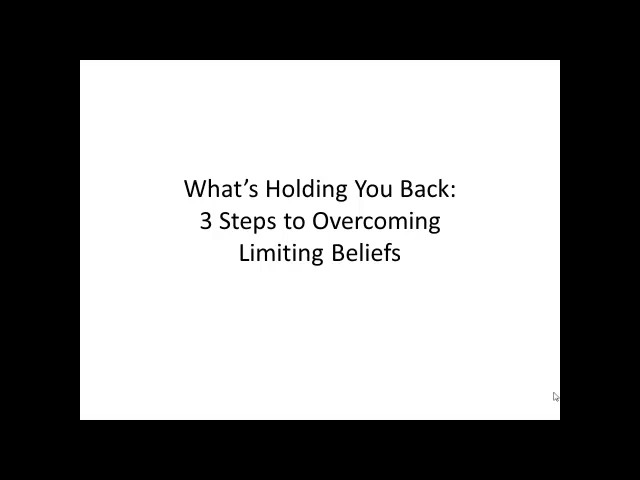 What’s Holding You Back:
3 Steps to Overcoming
Limiting Beliefs